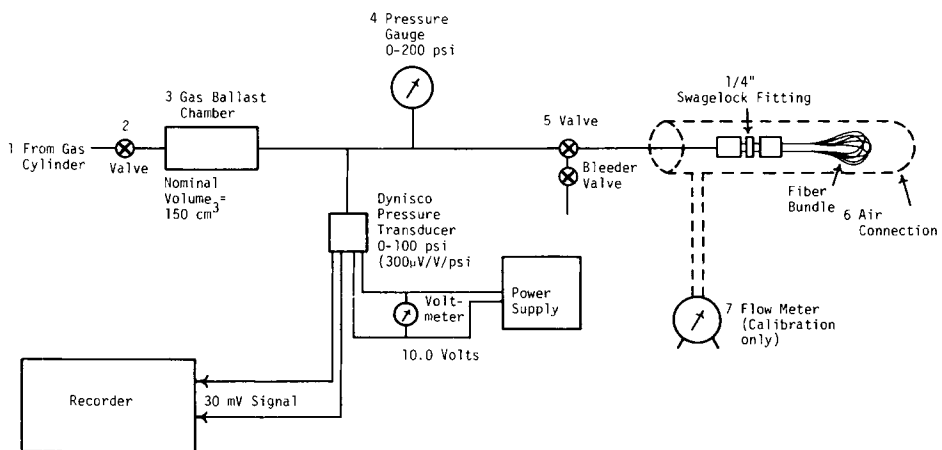 4 Pressure
Gauge
0-200 psi
1/4"
Swagelock Fitting
3 Gas Ballast
Chamber
2
5 Valve
1 From Gas
Cylinder
Valve
Bleeder
Valve
Nominal
Volume =
150 cm3
Fiber
Bundle
6 Air
Connection
Dynisco
Pressure
Transducer
0-100 psi
(300μV/V/psi
Volt-
meter
Power
Supply
7 Flow Meter
(Calibration
only)
10.0 Volts
Recorder
30 mV Signal